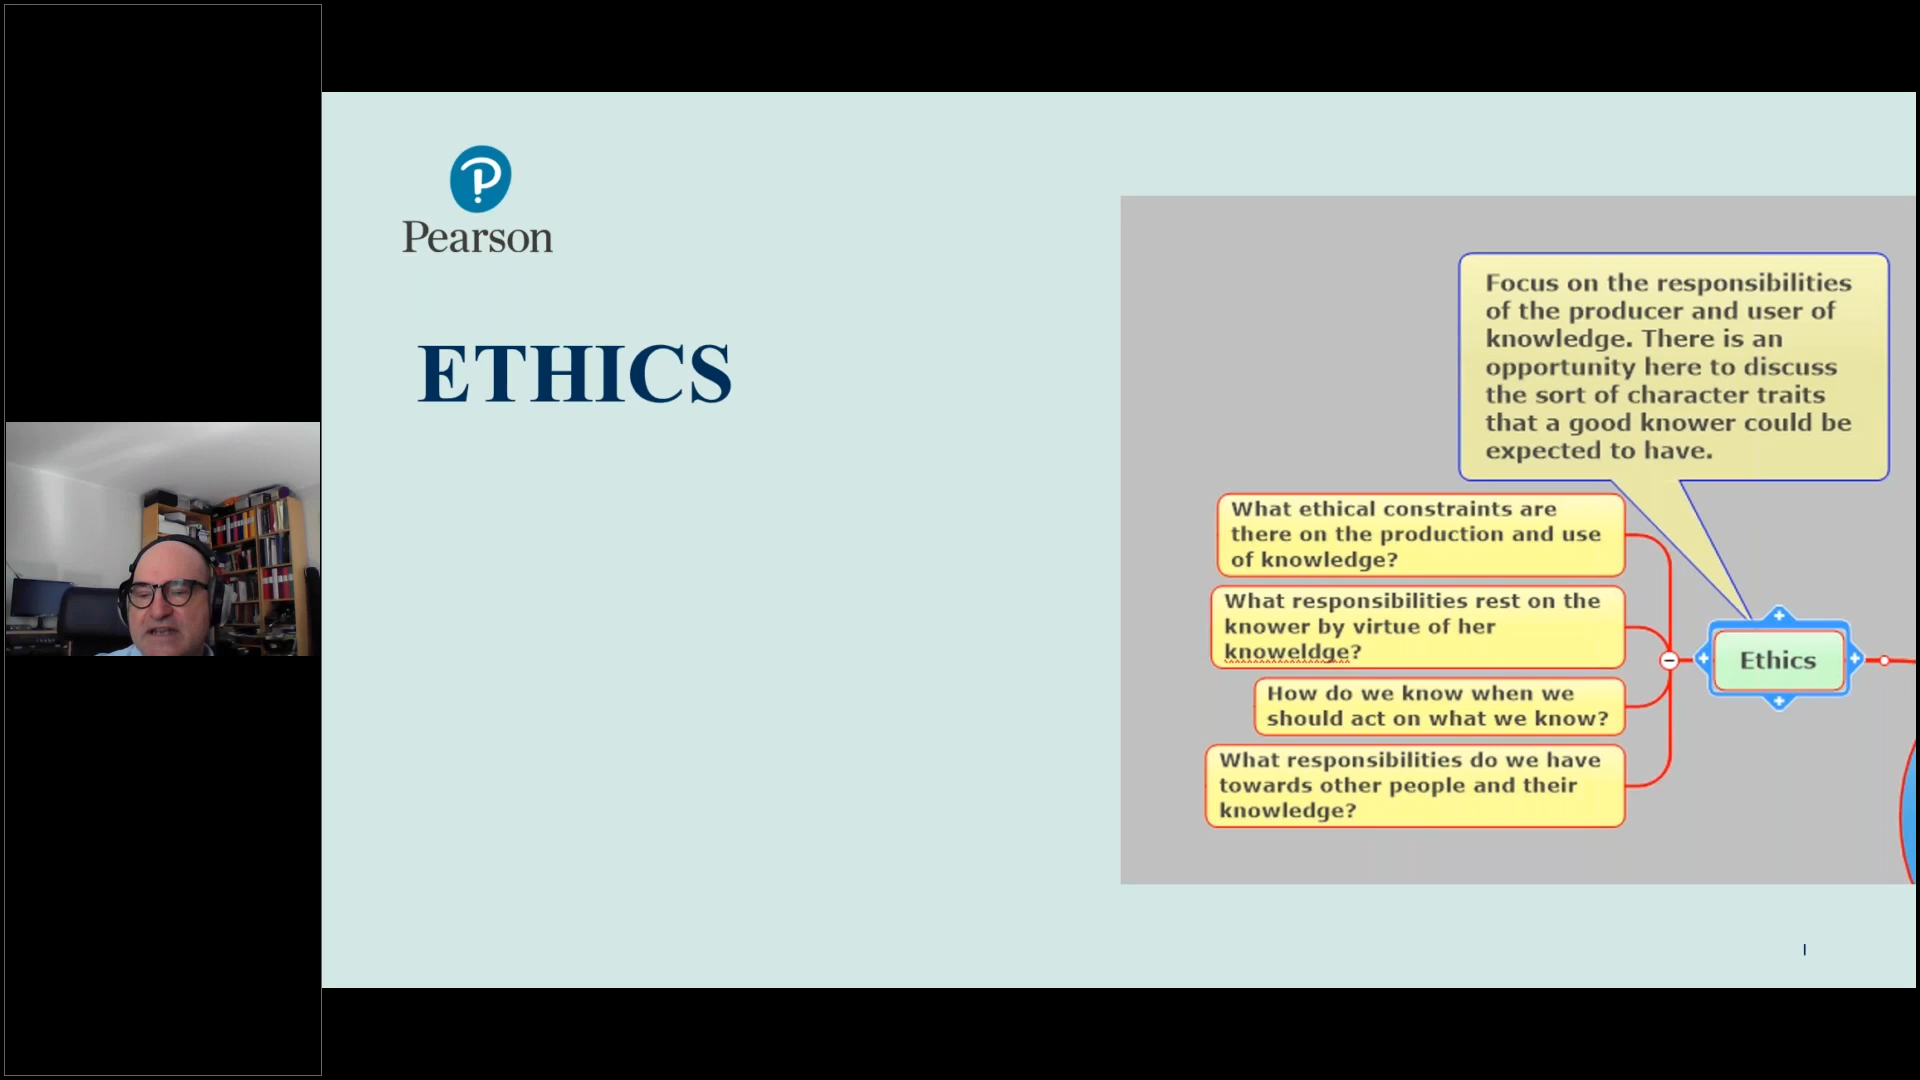 Pearson
ETHICS
Focus on the responsibilities
of the producer and user of
knowledge. There is an
opportunity here to discuss
the sort of character traits
that a good knower could be
expected to have.
What ethical constraints are
there on the production and use
of knowledge?
What responsibilities rest on the
knower by virtue of her
knoweldge?
How do we know when we
should act on what we know?
What responsibilities do we have
towards other people and their
knowledge?
Ethics